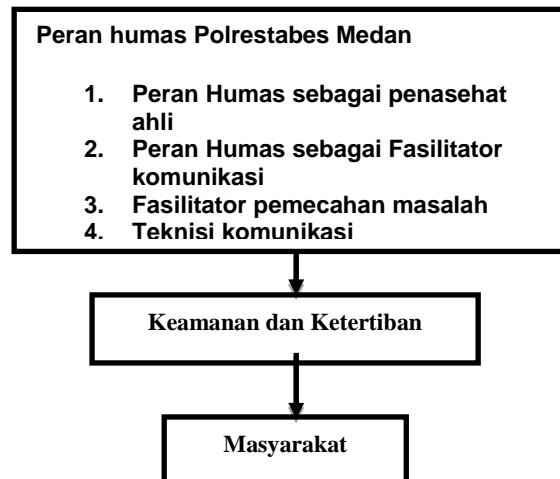 Peran humas Polrestabes Medan
1. Peran Humas sebagai penasehat
ahli
2. Peran Humas sebagai Fasilitator
komunikasi
3. Fasilitator pemecahan masalah
4. Teknisi komunikasi
Keamanan dan Ketertiban
Masyarakat